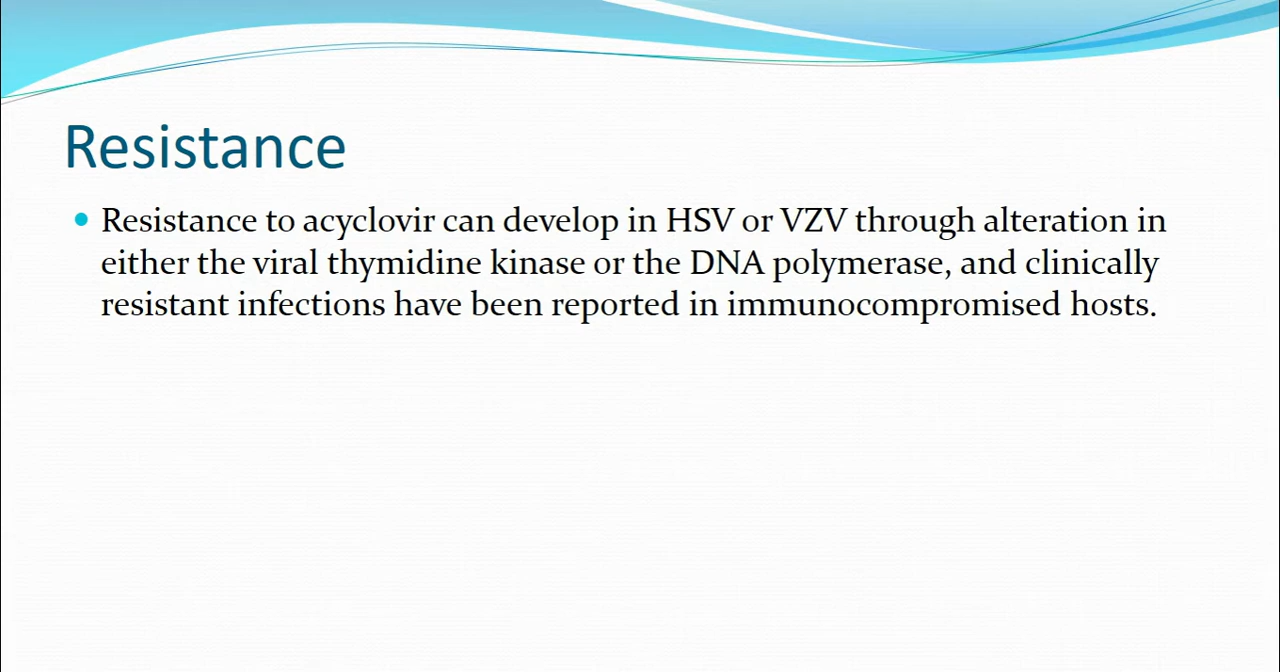 Resistance
Resistance to acyclovir can develop in HSV or VZV through alteration in
either the viral thymidine kinase or the DNA polymerase, and clinically
resistant infections have been reported in immunocompromised hosts.